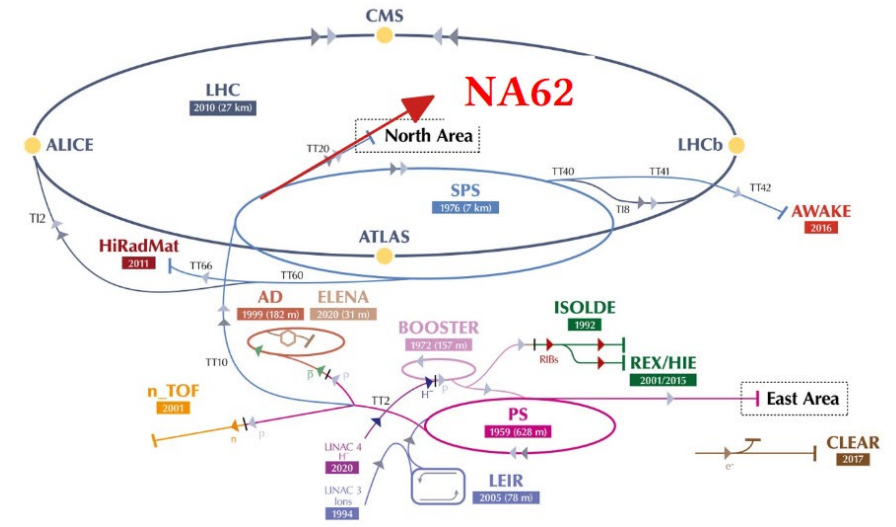 CMS
LHC
2010 (27 km)
NA62
North Area
TT20
ALICE
LHCb
TT40
TT41
TT42
SPS
1976 (7 km)
TI8
TI2
AWAKE
2016
ATLAS
HiRadMat
2011
TT66
TT60
AD
1999 (182 m)
ELENA
2020 (31 m)
ISOLDE
1992
BOOSTER
1972 (157 m)
RIBs
REX/HIE
2001/2015
TT10
p̅
p
H⁻
p
n_TOF
2001
TT2
East Area
PS
1959 (628 m)
n
p
LINAC 4
H⁻
2020
CLEAR
2017
e⁻
LINAC 3
Ions
1994
LEIR
2005 (78 m)